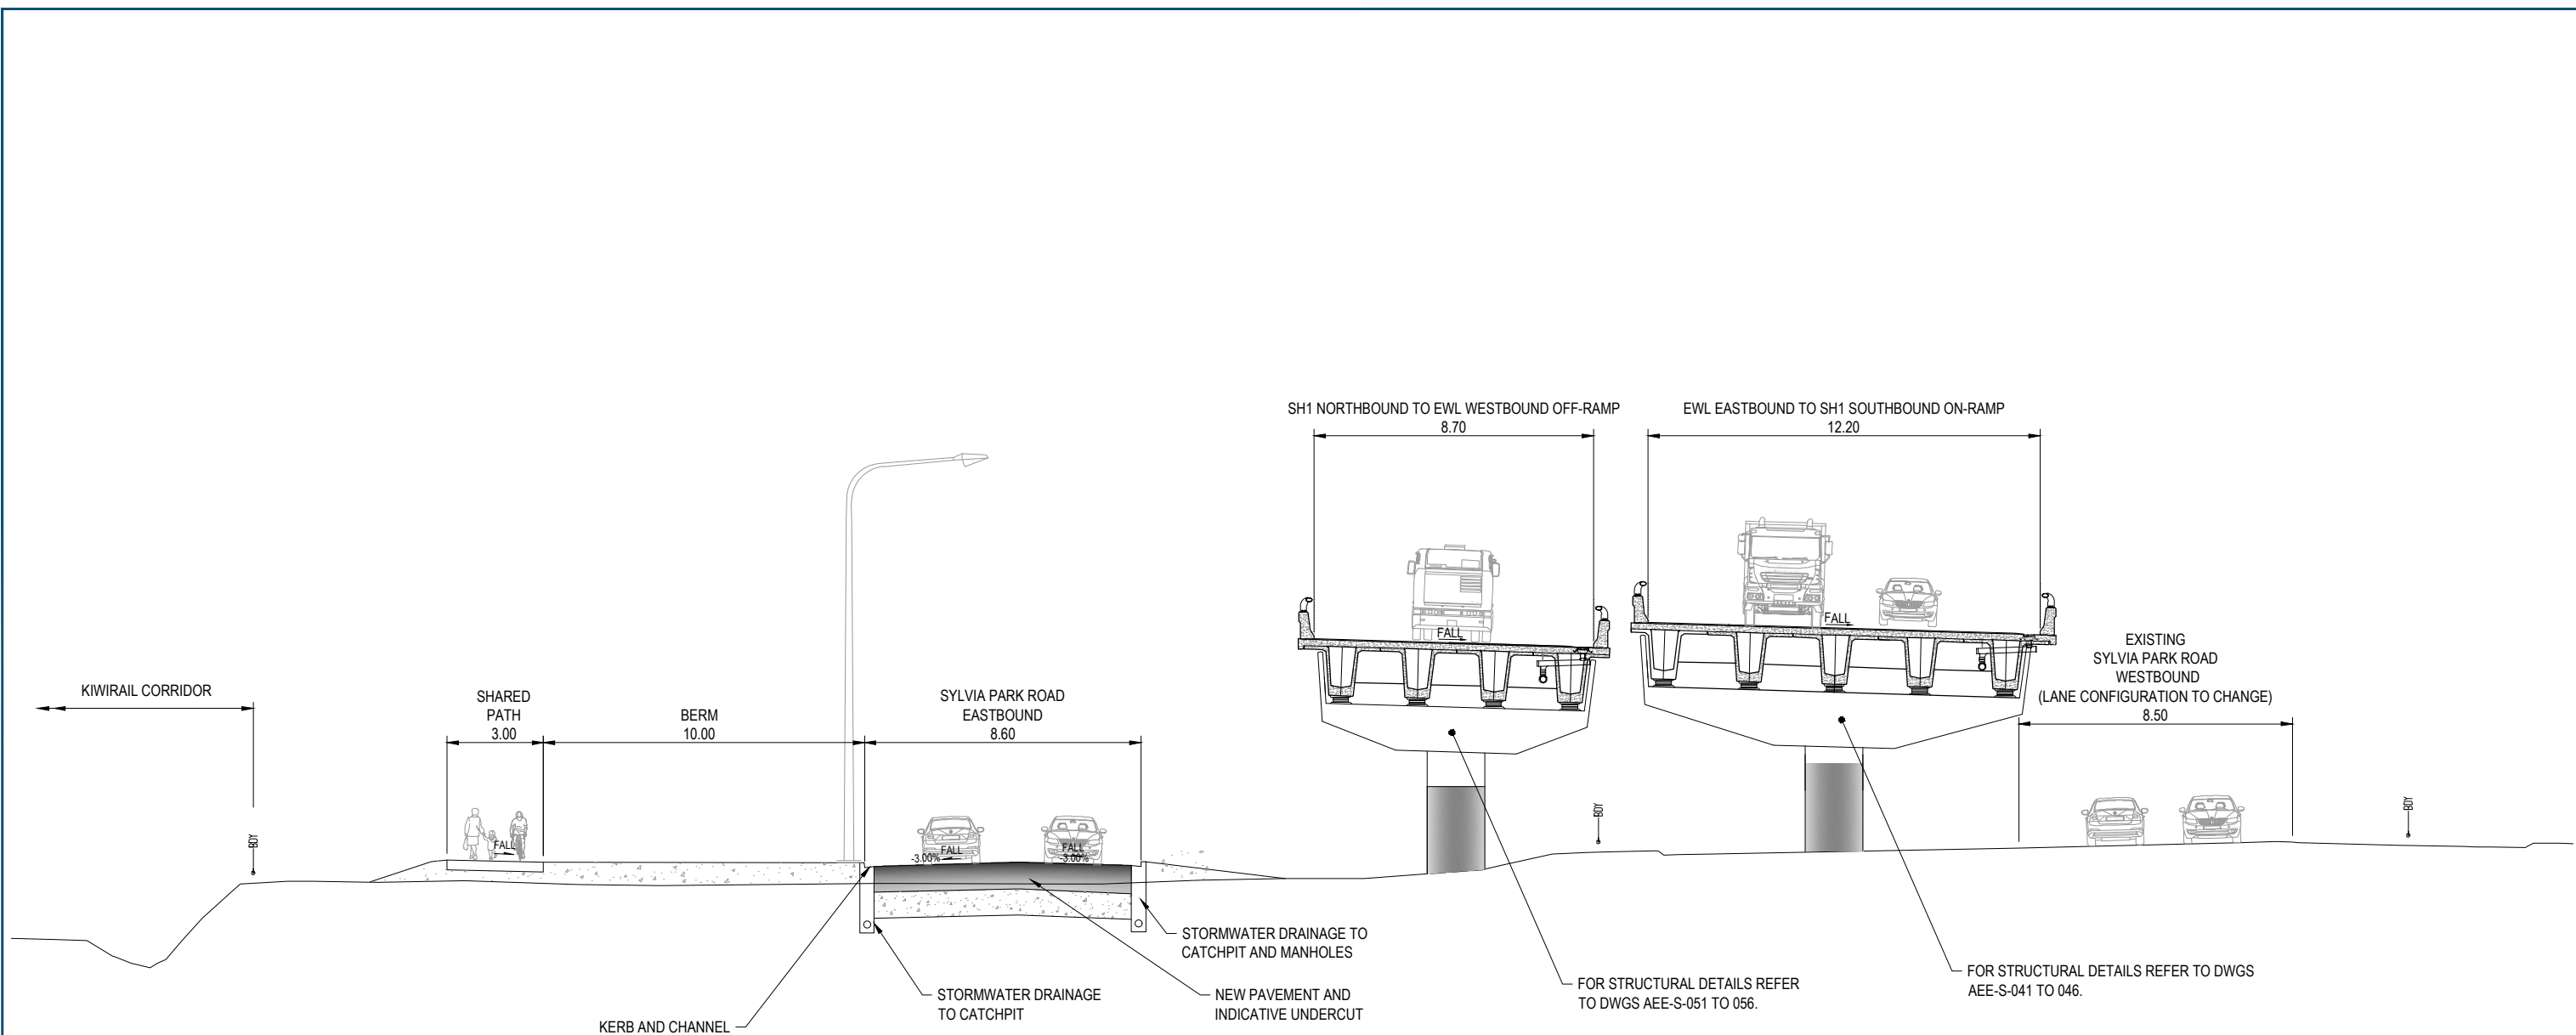 SH1 NORTHBOUND TO EWL WESTBOUND OFF-RAMP
8.70
EWL EASTBOUND TO SH1 SOUTHBOUND ON-RAMP
12.20
FALL
FALL
EXISTING
SYLVIA PARK ROAD
WESTBOUND
(LANE CONFIGURATION TO CHANGE)
8.50
KIWIRAIL CORRIDOR
SHARED
PATH
3.00
BERM
10.00
SYLVIA PARK ROAD
EASTBOUND
8.60
BDY
FALL
FALL
-3.00%
FALL
-3.00%
BDY
BDY
STORMWATER DRAINAGE TO
CATCHPIT AND MANHOLES
FOR STRUCTURAL DETAILS REFER
TO DWGS AEE-S-051 TO 056.
FOR STRUCTURAL DETAILS REFER TO DWGS
AEE-S-041 TO 046.
STORMWATER DRAINAGE
TO CATCHPIT
NEW PAVEMENT AND
INDICATIVE UNDERCUT
KERB AND CHANNEL